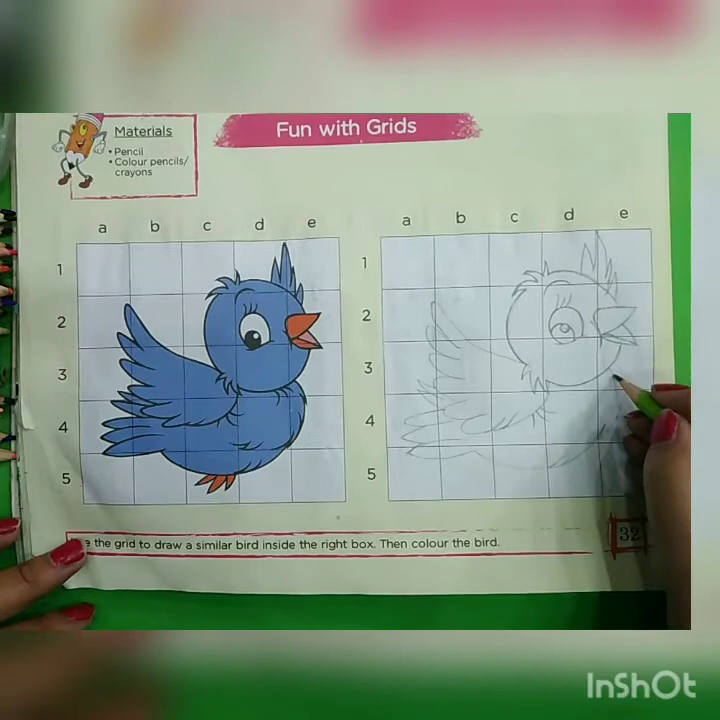 Materials
• Pencil
• Colour pencils/
crayons
Fun with Grids
a b c d e
a b c d e
1
2
3
4
5
1
2
3
4
5
the grid to draw a similar bird inside the right box. Then colour the bird.
32
InShOt